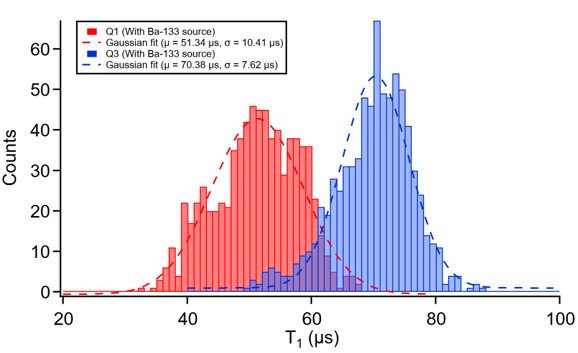 Q1 (With Ba-133 source)
Gaussian fit (μ = 51.34 μs, σ = 10.41 μs)
Q3 (With Ba-133 source)
Gaussian fit (μ = 70.38 μs, σ = 7.62 μs)
Counts
60
50
40
30
20
10
0
20 40 60 80 100
T₁ (μs)